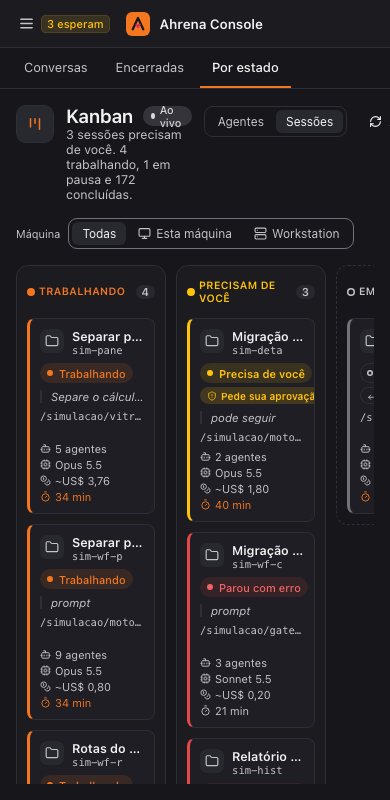 3 esperam
Ahrena Console
Conversas
Encerradas
Por estado
Kanban
Ao vivo
3 sessões precisam
de você. 4
trabalhando, 1 em
pausa e 172
concluídas.
Agentes
Sessões
Máquina
Todas
Esta máquina
Workstation
TRABALHANDO
4
Separar p...
sim-pane
Trabalhando
Separe o cálcul...
/simulacao/vitr…
5 agentes
Opus 5.5
~US$ 3,76
34 min
Separar p...
sim-wf-p
Trabalhando
prompt
/simulacao/moto…
9 agentes
Opus 5.5
~US$ 0,80
34 min
Rotas do ...
sim-wf-r
PRECISAM DE
VOCÊ
3
Migração ...
sim-deta
Precisa de você
Pede sua aprovaçã
pode seguir
/simulacao/moto…
2 agentes
Opus 5.5
~US$ 1,80
40 min
Migração ...
sim-wf-c
Parou com erro
prompt
/simulacao/gate…
3 agentes
Sonnet 5.5
~US$ 0,20
21 min
Relatório ...
sim-hist
EM
/s